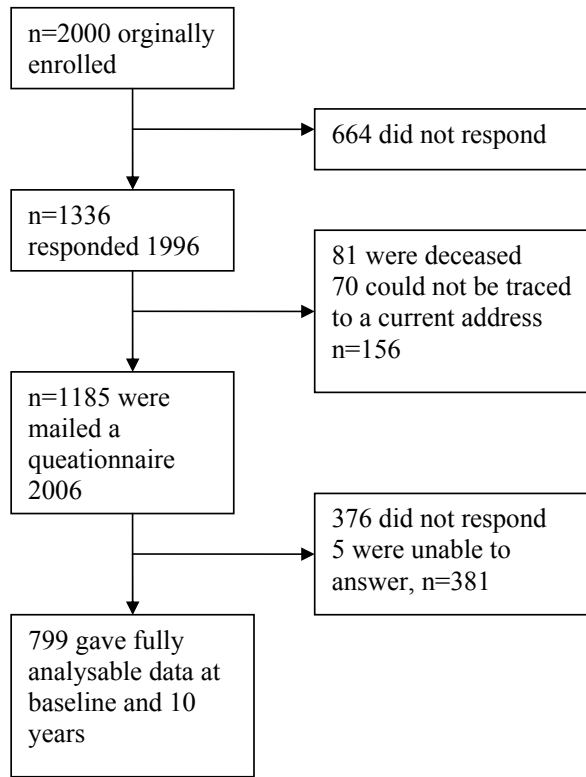 n=2000 orginally
enrolled
664 did not respond
n=1336
responded 1996
81 were deceased
70 could not be traced
to a current address
n=156
n=1185 were
mailed a
queationnaire
2006
376 did not respond
5 were unable to
answer, n=381
799 gave fully
analysable data at
baseline and 10
years